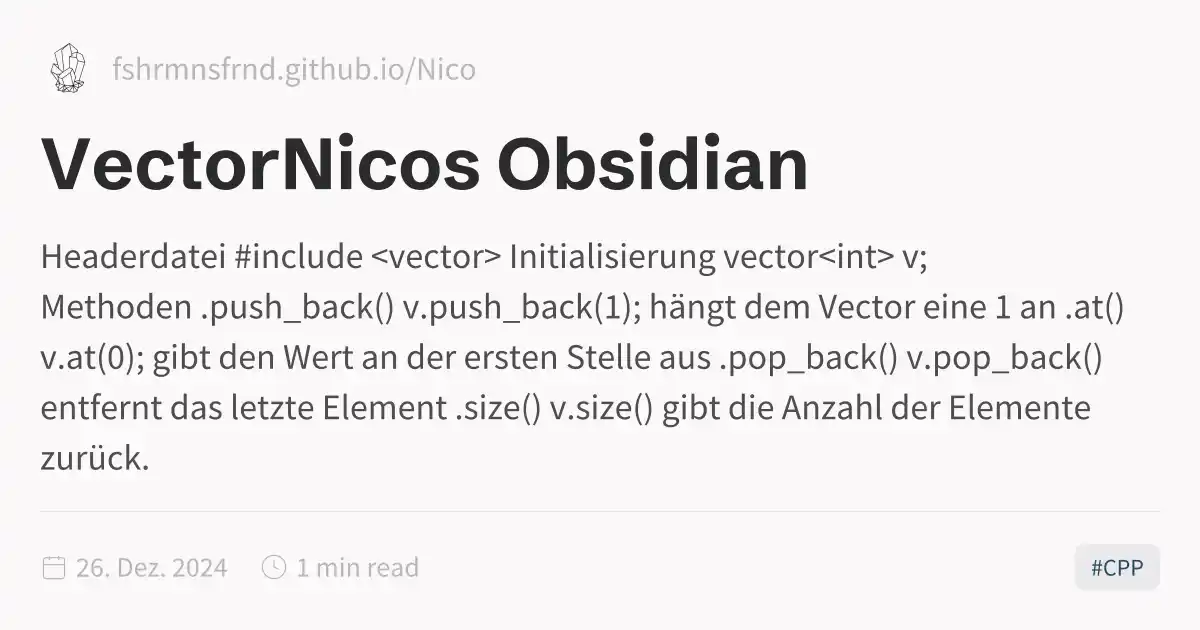 fshrmnsfrnd.github.io/Nico
VectorNicos Obsidian
Headerdatei #include <vector> Initialisierung vector<int> v;
Methoden .push_back() v.push_back(1); hängt dem Vector eine 1 an .at()
v.at(0); gibt den Wert an der ersten Stelle aus .pop_back() v.pop_back()
entfernt das letzte Element .size() v.size() gibt die Anzahl der Elemente
zurück.
26. Dez. 2024 1 min read #CPP